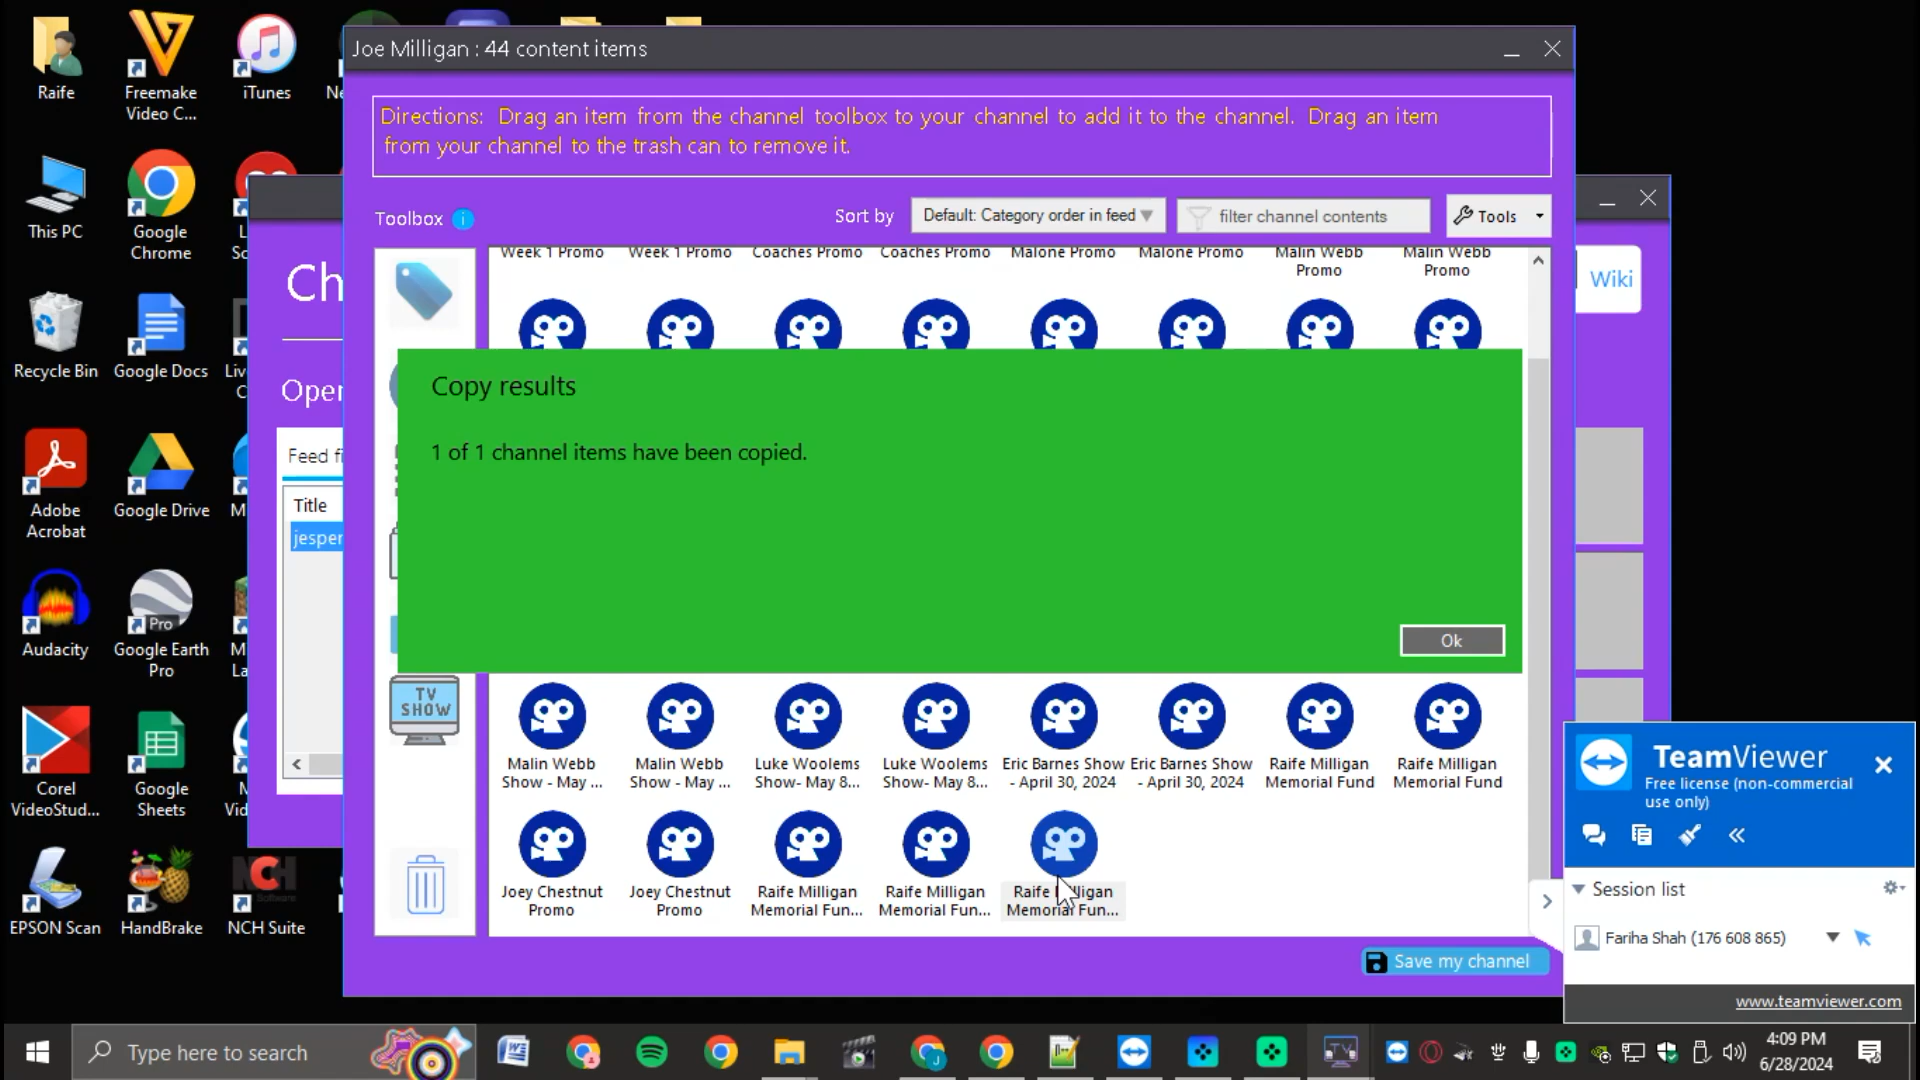 Raife
Freemake
Video C...
iTunes
Ne
This PC
Google
Chrome
Recycle Bin
Google Docs
Liv
C
Adobe
Acrobat
Google Drive
M
Audacity
Pro
Google Earth
Pro
M
La
Corel
VideoStud...
Google
Sheets
M
Vid
EPSON Scan
HandBrake
NCH
NCH Suite
Joe Milligan : 44 content items
Directions: Drag an item from the channel toolbox to your channel to add it to the channel. Drag an item
from your channel to the trash can to remove it.
Toolbox
Sort by
Default: Category order in feed
filter channel contents
Tools
Ch
Wiki
Oper
Feed fi
Title
jesper
Week 1 Promo
Week 1 Promo
Coaches Promo
Coaches Promo
Malone Promo
Malone Promo
Malin Webb
Promo
Malin Webb
Promo
Copy results
1 of 1 channel items have been copied.
Ok
TV
SHOW
Malin Webb
Show - May ...
Malin Webb
Show - May ...
Luke Woolems
Show- May 8...
Luke Woolems
Show- May 8...
Eric Barnes Show
- April 30, 2024
Eric Barnes Show
- April 30, 2024
Raife Milligan
Memorial Fund
Raife Milligan
Memorial Fund
Joey Chestnut
Promo
Joey Chestnut
Promo
Raife Milligan
Memorial Fun...
Raife Milligan
Memorial Fun...
Raife Milligan
Memorial Fun...
Save my channel
TeamViewer
Free license (non-commercial
use only)
Session list
Fariha Shah (176 608 865)
www.teamviewer.com
Type here to search
4:09 PM
6/28/2024